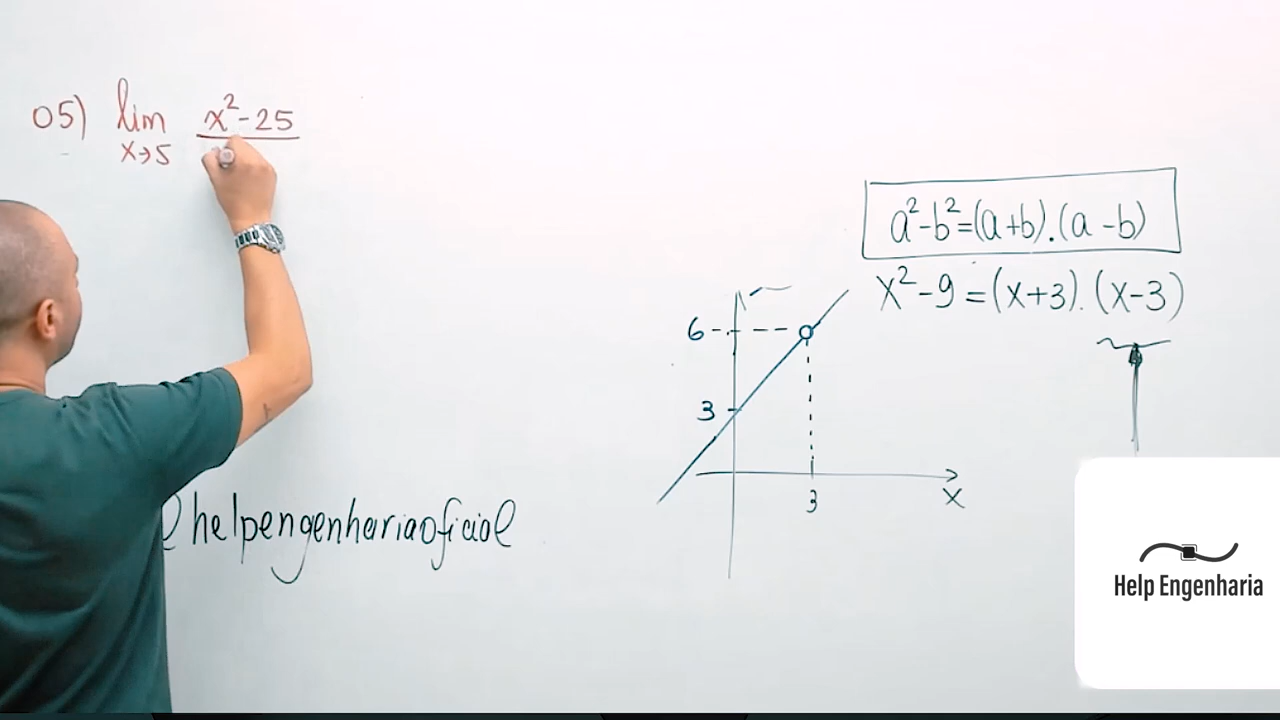 05) lim x²-25
x→5
a²-b²=(a+b).(a-b)
x²-9=(x+3).(x-3)
6
3
3
x
@helpengenhariaoficial
Help Engenharia